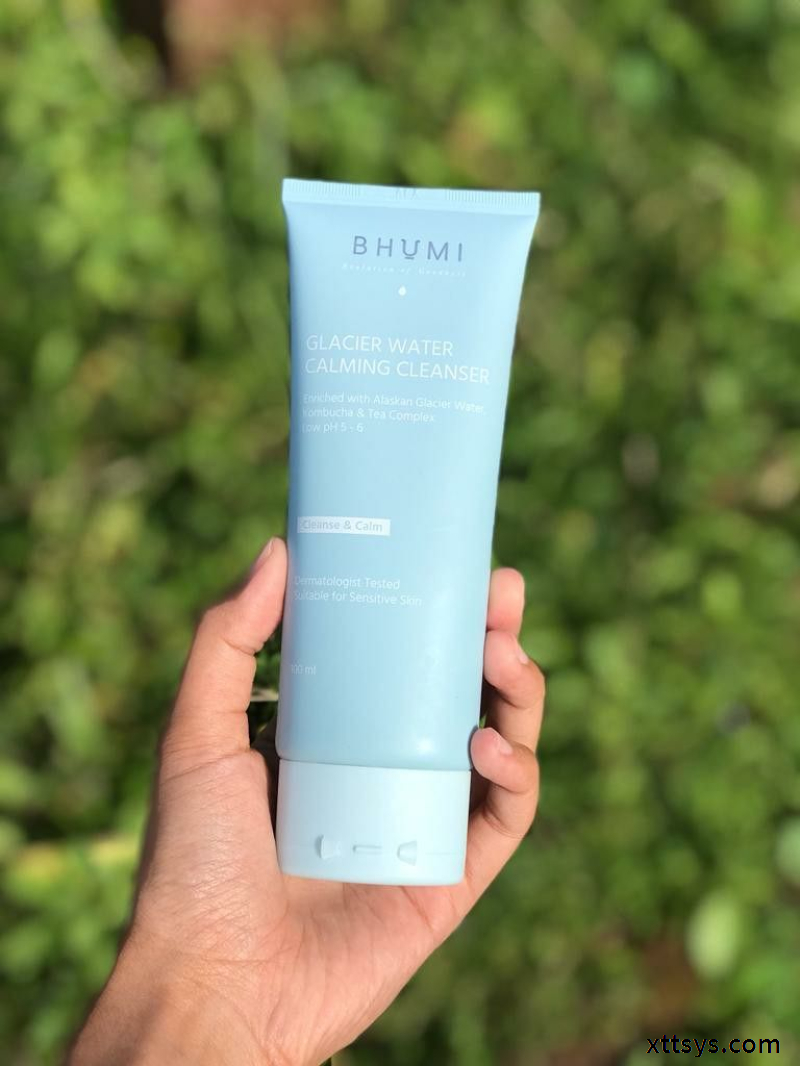 BHUMI
GLACIER WATER
CALMING CLEANSER
Enriched with Alaskan Glacier Water,
Kombucha & Tea Complex
Low pH 5 - 6
Cleanse & Calm
Dermatologist Tested
Suitable for Sensitive Skin
ml
xttsys.com